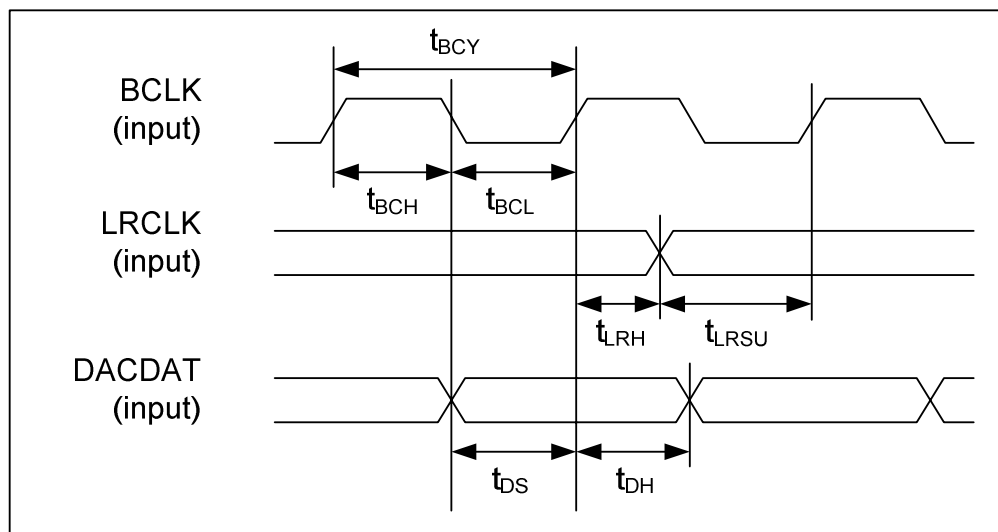 tBCY
BCLK
(input)
tBCH
tBCL
LRCLK
(input)
tLRH
tLRSU
DACDAT
(input)
tDS
tDH